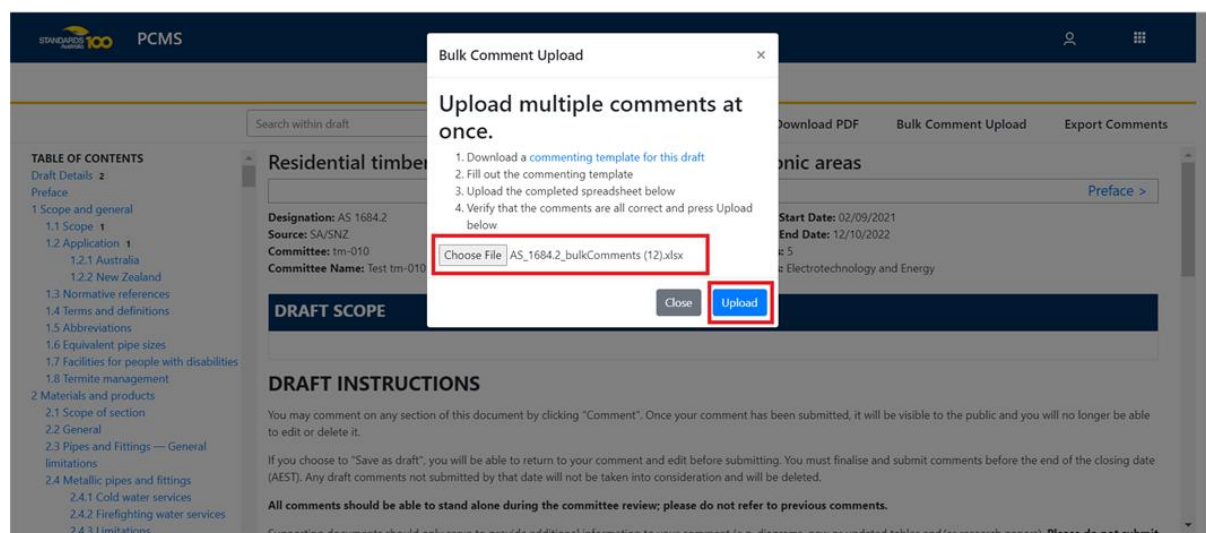 STANDARDS Australia 100 PCMS
Bulk Comment Upload ×
Upload multiple comments at
once.
1. Download a commenting template for this draft
2. Fill out the commenting template
3. Upload the completed spreadsheet below
4. Verify that the comments are all correct and press Upload
below
Choose File AS_1684.2_bulkComments (12).xlsx
Close Upload
Search within draft Download PDF Bulk Comment Upload Export Comments
TABLE OF CONTENTS
Draft Details 2
Preface
1 Scope and general
1.1 Scope 1
1.2 Application 1
1.2.1 Australia
1.2.2 New Zealand
1.3 Normative references
1.4 Terms and definitions
1.5 Abbreviations
1.6 Equivalent pipe sizes
1.7 Facilities for people with disabilities
1.8 Termite management
2 Materials and products
2.1 Scope of section
2.2 General
2.3 Pipes and Fittings — General
limitations
2.4 Metallic pipes and fittings
2.4.1 Cold water services
2.4.2 Firefighting water services
2.4.3 Limitations
Residential timber onic areas
Preface >
Designation: AS 1684.2 Start Date: 02/09/2021
Source: SA/SNZ End Date: 12/10/2022
Committee: tm-010 : 5
Committee Name: Test tm-010 : Electrotechnology and Energy
DRAFT SCOPE
DRAFT INSTRUCTIONS
You may comment on any section of this document by clicking "Comment". Once your comment has been submitted, it will be visible to the public and you will no longer be able
to edit or delete it.
If you choose to "Save as draft", you will be able to return to your comment and edit before submitting. You must finalise and submit comments before the end of the closing date
(AEST). Any draft comments not submitted by that date will not be taken into consideration and will be deleted.
All comments should be able to stand alone during the committee review; please do not refer to previous comments.